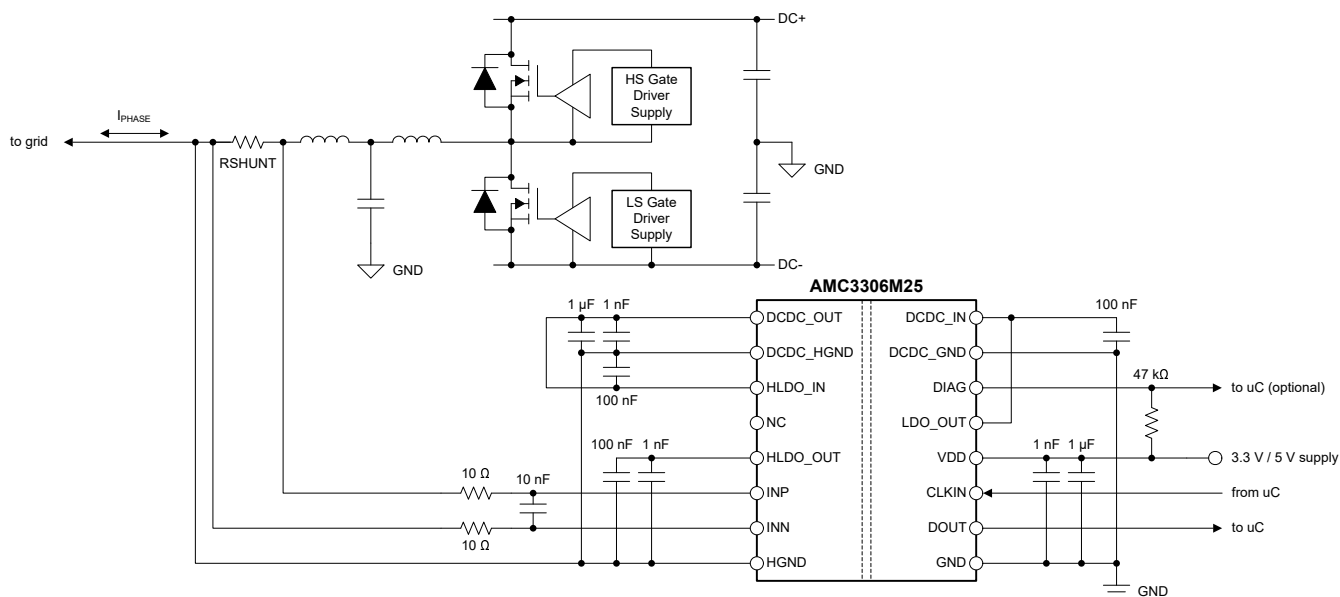 DC+
HS Gate
Driver
Supply
IPHASE
to grid
RSHUNT
GND
LS Gate
Driver
Supply
GND
DC-
AMC3306M25
1 µF 1 nF
DCDC_OUT
DCDC_IN
100 nF
DCDC_HGND
DCDC_GND
47 kΩ
HLDO_IN
DIAG
to uC (optional)
100 nF
NC
LDO_OUT
100 nF 1 nF
HLDO_OUT
VDD
1 nF 1 µF
3.3 V / 5 V supply
10 Ω
10 nF
INP
CLKIN
from uC
INN
DOUT
to uC
10 Ω
HGND
GND
GND